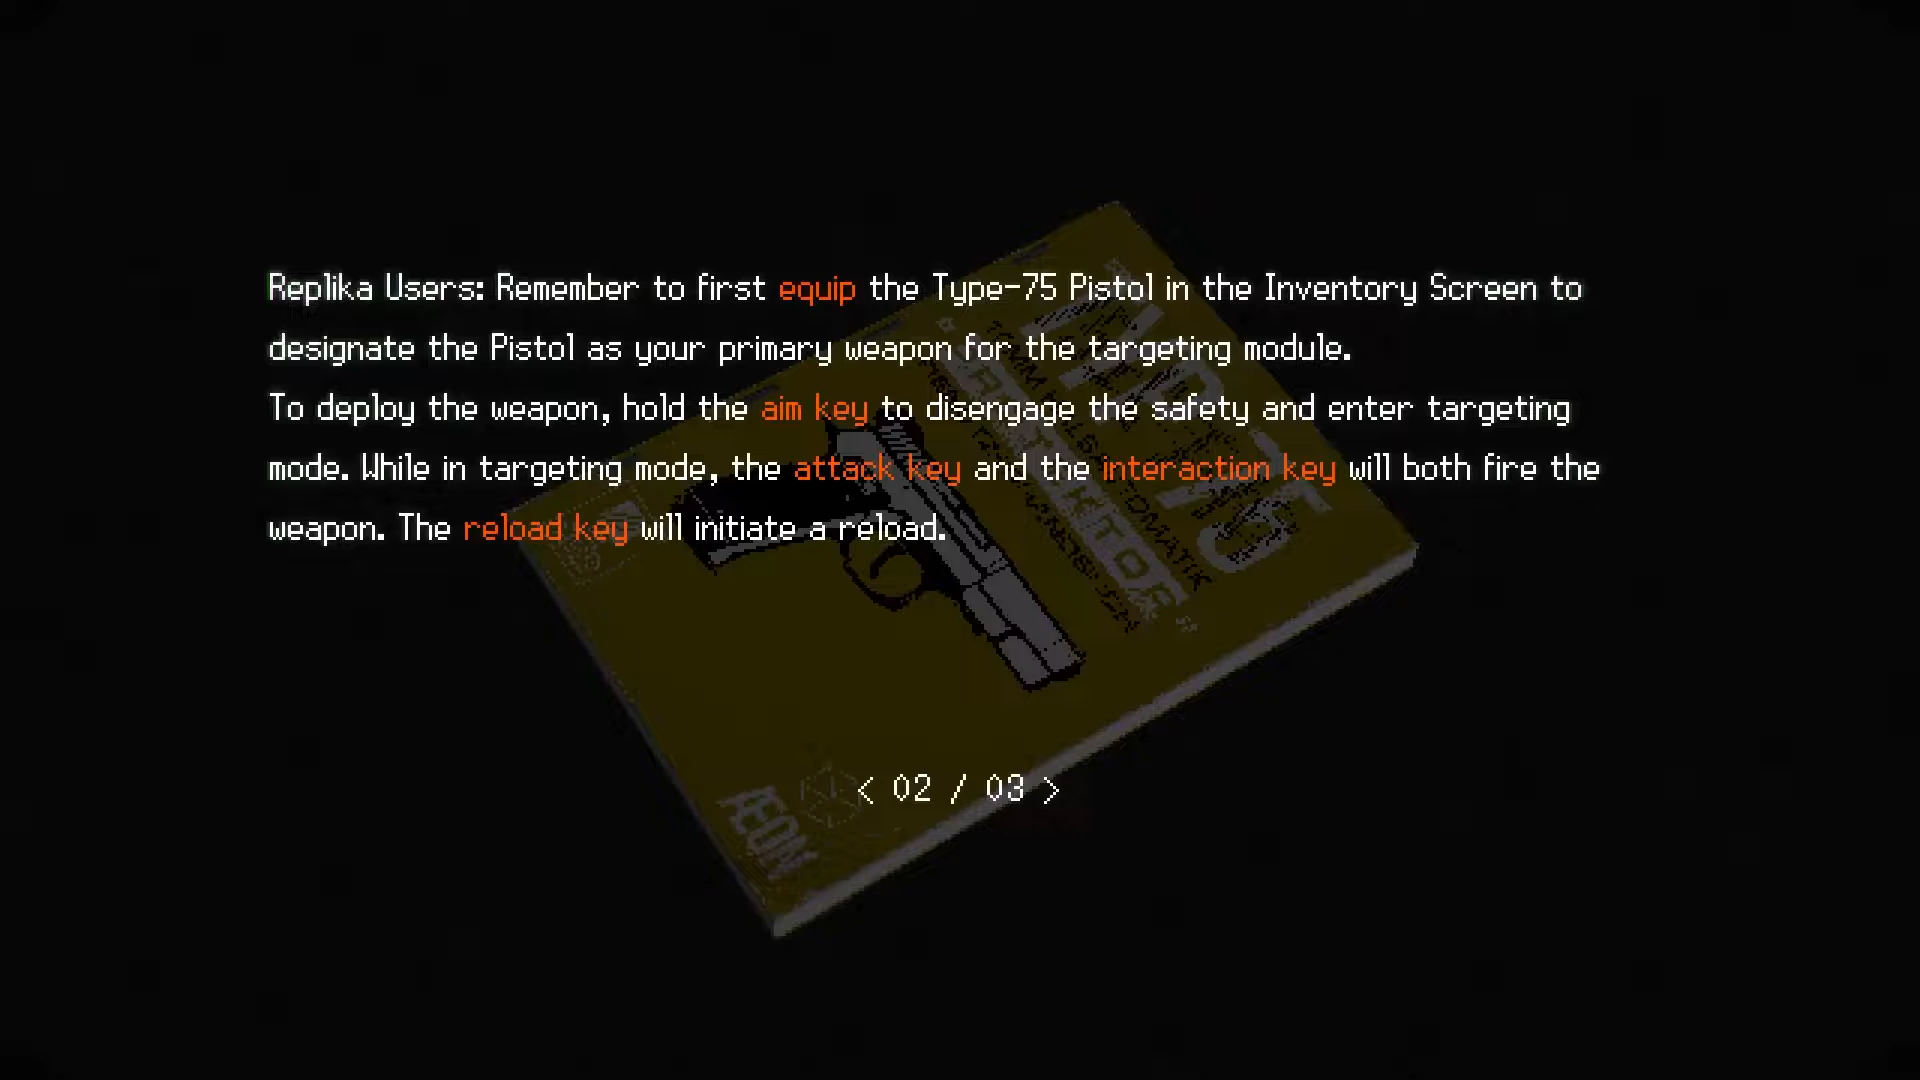 Replika Users: Remember to first equip the Type-75 Pistol in the Inventory Screen to
designate the Pistol as your primary weapon for the targeting module.
To deploy the weapon, hold the aim key to disengage the safety and enter targeting
mode. While in targeting mode, the attack key and the interaction key will both fire the
weapon. The reload key will initiate a reload.
< 02 / 03 >
ÆON